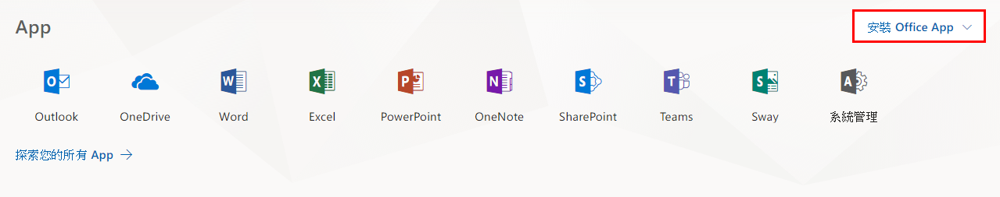 App
安裝 Office App
Outlook OneDrive Word Excel PowerPoint OneNote SharePoint Teams Sway 系統管理
探索您的所有 App